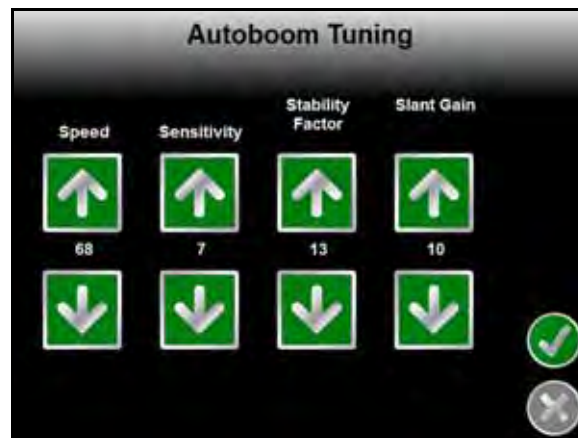 Autoboom Tuning
Speed
Sensitivity
Stability
Factor
Slant Gain
68
7
13
10